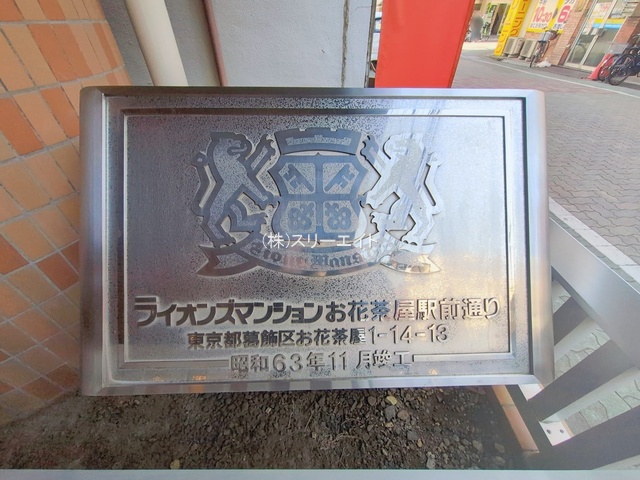 (株)スリーエイト
Lions Mansion
ライオンズマンションお花茶屋駅前通り
東京都葛飾区お花茶屋1-14-13
昭和63年11月竣工